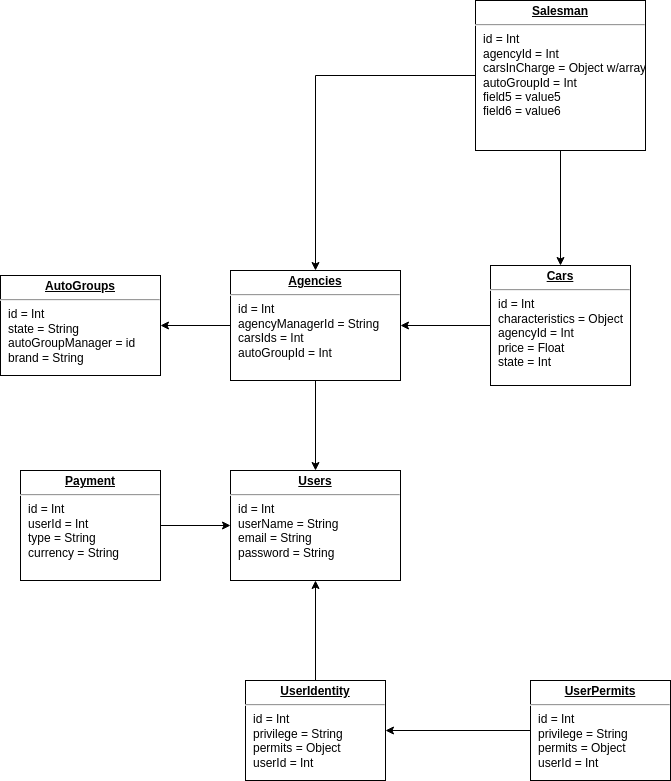 Salesman
id = Int
agencyId = Int
carsInCharge = Object w/array
autoGroupId = Int
field5 = value5
field6 = value6
AutoGroups
id = Int
state = String
autoGroupManager = id
brand = String
Agencies
id = Int
agencyManagerId = String
carsIds = Int
autoGroupId = Int
Cars
id = Int
characteristics = Object
agencyId = Int
price = Float
state = Int
Payment
id = Int
userId = Int
type = String
currency = String
Users
id = Int
userName = String
email = String
password = String
UserIdentity
id = Int
privilege = String
permits = Object
userId = Int
UserPermits
id = Int
privilege = String
permits = Object
userId = Int